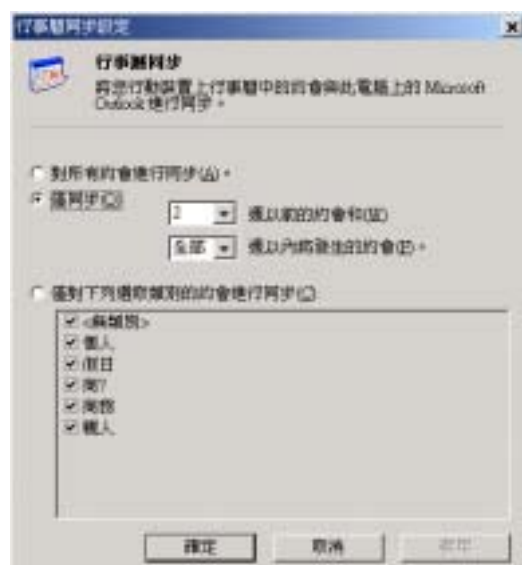 行事曆同步設定
行事曆同步
將您行動裝置上行事曆中的約會與此電腦上的 Microsoft
Outlook 進行同步。
對所有約會進行同步(A)。
僅同步(O)
2 週以前的約會和(W)
全部 週以內將發生的約會(F)。
僅對下列選取類別的約會進行同步(C)
<無類別>
個人
假日
商?
商務
確定
取消